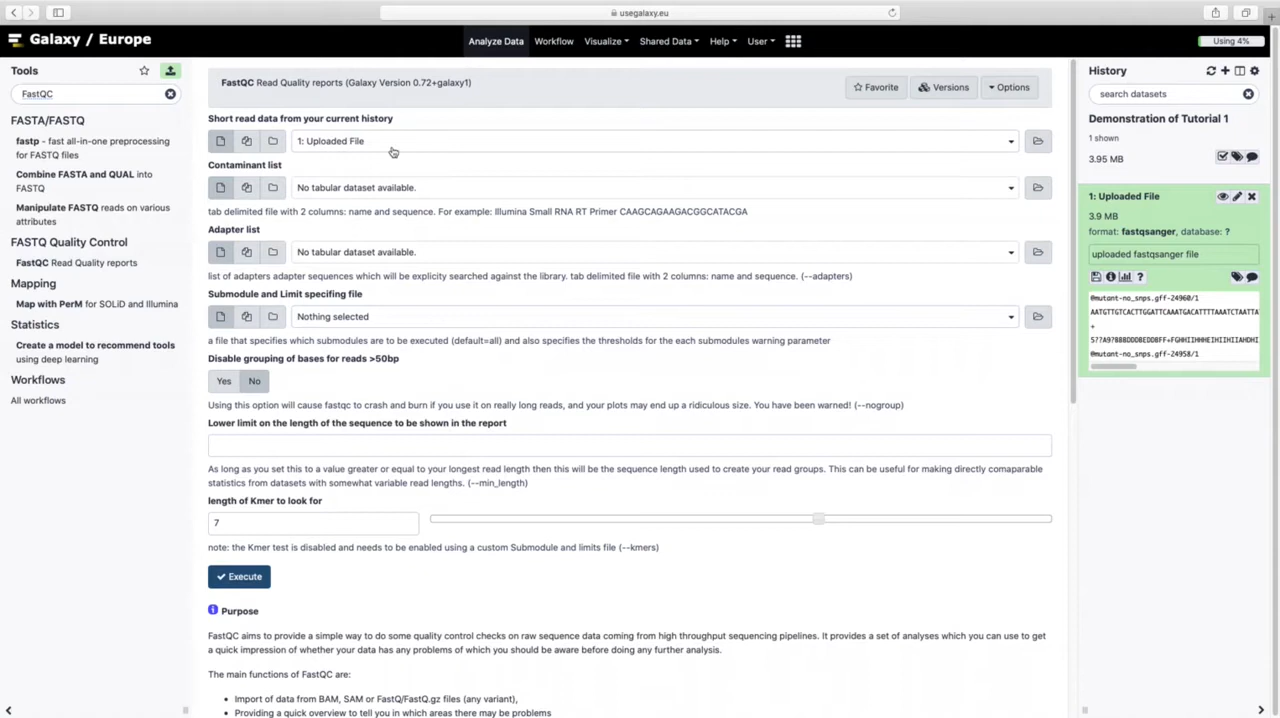 usegalaxy.eu
Galaxy / Europe
Analyze Data
Workflow
Visualize
Shared Data
Help
User
Using 4%
Tools
FastQC
FASTA/FASTQ
fastp - fast all-in-one preprocessing
for FASTQ files
Combine FASTA and QUAL into
FASTQ
Manipulate FASTQ reads on various
attributes
FASTQ Quality Control
FastQC Read Quality reports
Mapping
Map with PerM for SOLiD and Illumina
Statistics
Create a model to recommend tools
using deep learning
Workflows
All workflows
FastQC Read Quality reports (Galaxy Version 0.72+galaxy1)
Favorite
Versions
Options
Short read data from your current history
1: Uploaded File
Contaminant list
No tabular dataset available.
tab delimited file with 2 columns: name and sequence. For example: Illumina Small RNA RT Primer CAAGCAGAAGACGGCATACGA
Adapter list
No tabular dataset available.
list of adapters adapter sequences which will be explicity searched against the library. tab delimited file with 2 columns: name and sequence. (--adapters)
Submodule and Limit specifing file
Nothing selected
a file that specifies which submodules are to be executed (default=all) and also specifies the thresholds for the each submodules warning parameter
Disable grouping of bases for reads >50bp
Yes
No
Using this option will cause fastqc to crash and burn if you use it on really long reads, and your plots may end up a ridiculous size. You have been warned! (--nogroup)
Lower limit on the length of the sequence to be shown in the report
As long as you set this to a value greater or equal to your longest read length then this will be the sequence length used to create your read groups. This can be useful for making directly comaparable
statistics from datasets with somewhat variable read lengths. (--min_length)
length of Kmer to look for
7
note: the Kmer test is disabled and needs to be enabled using a custom Submodule and limits file (--kmers)
Execute
Purpose
FastQC aims to provide a simple way to do some quality control checks on raw sequence data coming from high throughput sequencing pipelines. It provides a set of analyses which you can use to get
a quick impression of whether your data has any problems of which you should be aware before doing any further analysis.
The main functions of FastQC are:
• Import of data from BAM, SAM or FastQ/FastQ.gz files (any variant),
• Providing a quick overview to tell you in which areas there may be problems
History
search datasets
Demonstration of Tutorial 1
1 shown
3.95 MB
1: Uploaded File
3.9 MB
format: fastqsanger, database: ?
uploaded fastqsanger file
@mutant-no_snps.gff-24960/1
AATGTTGTCACTTGGATTCAAATGACATTTTAAATCTAATTA
+
5??A9?BBBDDDBEDDBFF+FGHHIIHHHEIHIIHIIAHDHI
@mutant-no_snps.gff-24958/1